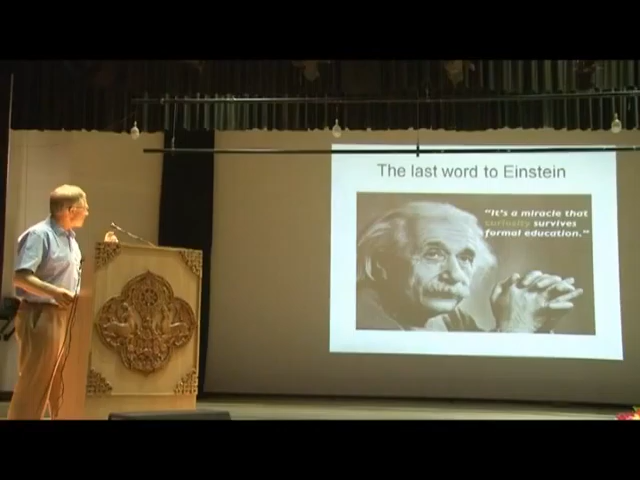 The last word to Einstein
"It's a miracle that
curiosity survives
formal education."